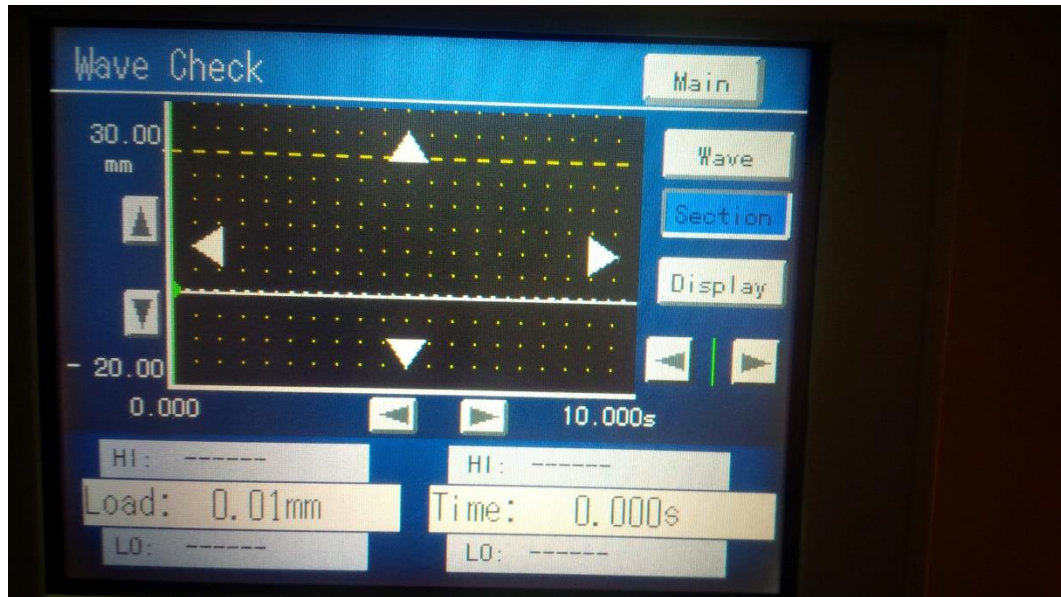 Wave Check
Main
30.00
mm
Wave
Section
Display
- 20.00
0.000
10.000s
HI: ------
HI: ------
Load: 0.01mm
Time: 0.000s
LO: ------
LO: ------